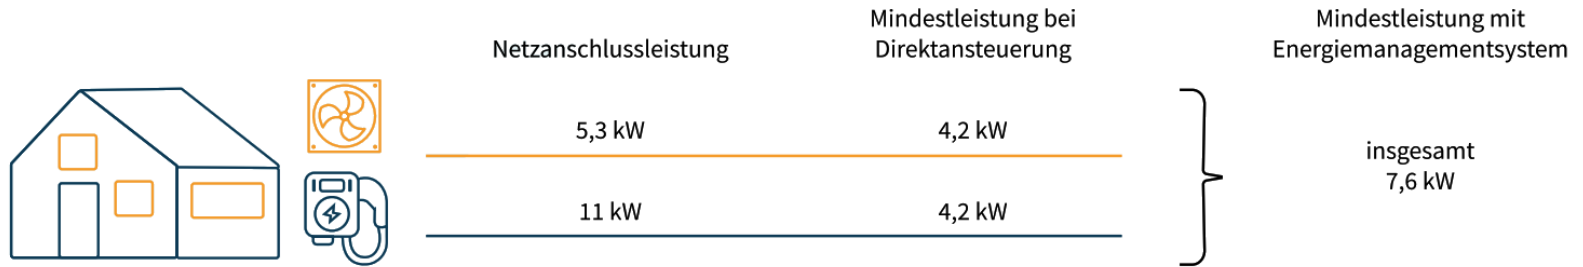 Netzanschlussleistung
Mindestleistung bei
Direktansteuerung
Mindestleistung mit
Energiemanagementsystem
5,3 kW
4,2 kW
11 kW
4,2 kW
insgesamt
7,6 kW